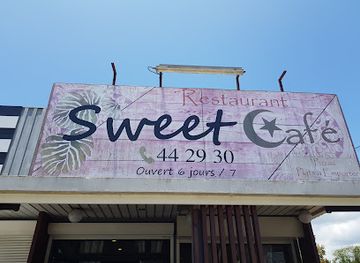 Restaurant
Sweet Café
44 29 30
Ouvert 6 jours / 7